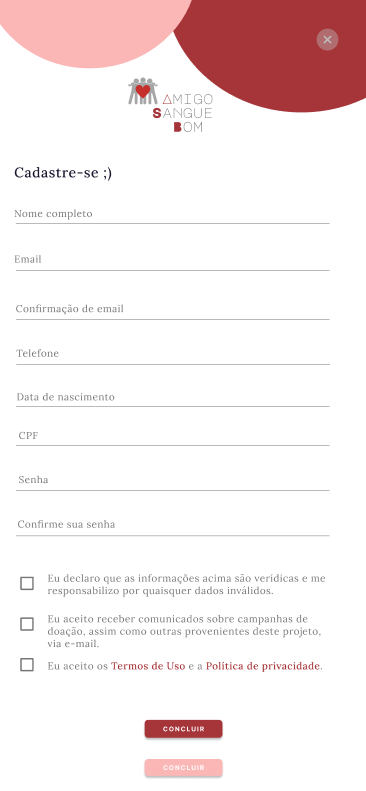 AMIGO
SANGUE
BOM
Cadastre-se ;)
Nome completo
Email
Confirmação de email
Telefone
Data de nascimento
CPF
Senha
Confirme sua senha
Eu declaro que as informações acima são verídicas e me
responsabilizo por quaisquer dados inválidos.
Eu aceito receber comunicados sobre campanhas de
doação, assim como outras provenientes deste projeto,
via e-mail.
Eu aceito os Termos de Uso e a Política de privacidade.
CONCLUIR
CONCLUIR